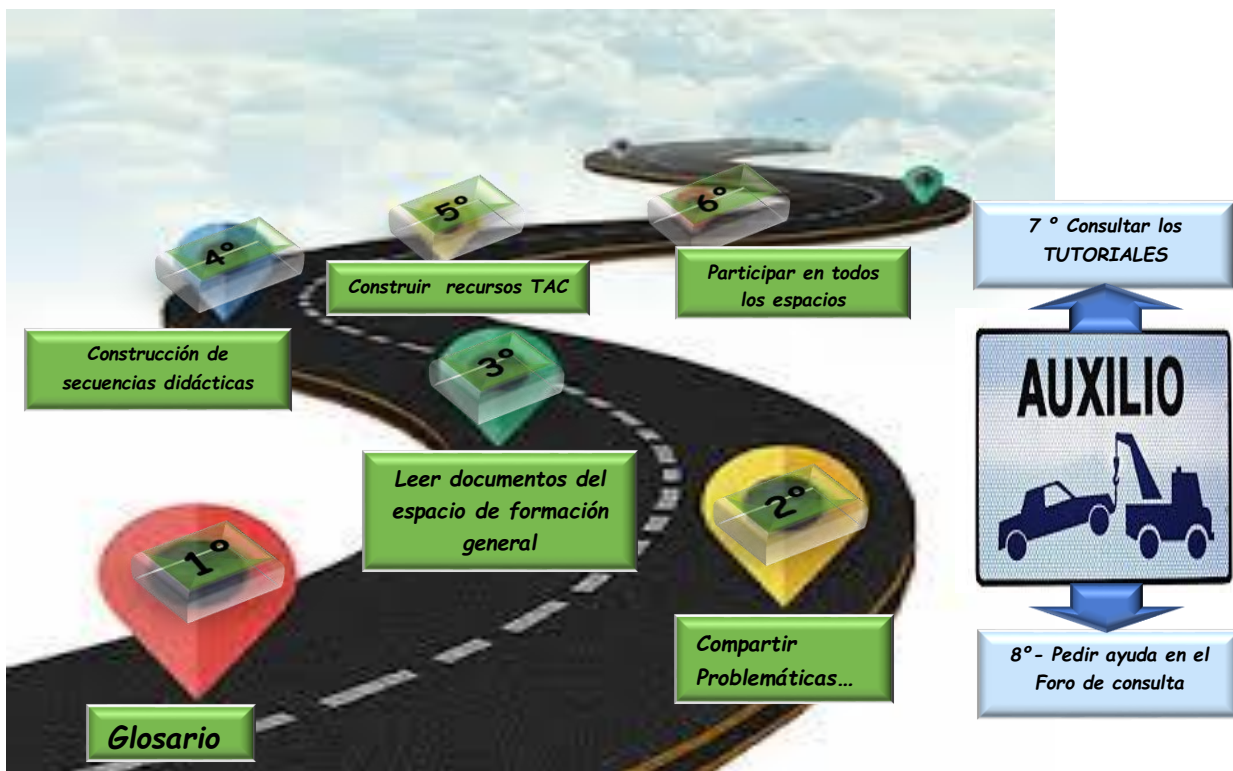 1º
Glosario
2º
Compartir
Problemáticas...
3º
Leer documentos del
espacio de formación
general
4º
Construcción de
secuencias didácticas
5º
Construir recursos TAC
6º
Participar en todos
los espacios
7 º Consultar los
TUTORIALES
AUXILIO
8º- Pedir ayuda en el
Foro de consulta